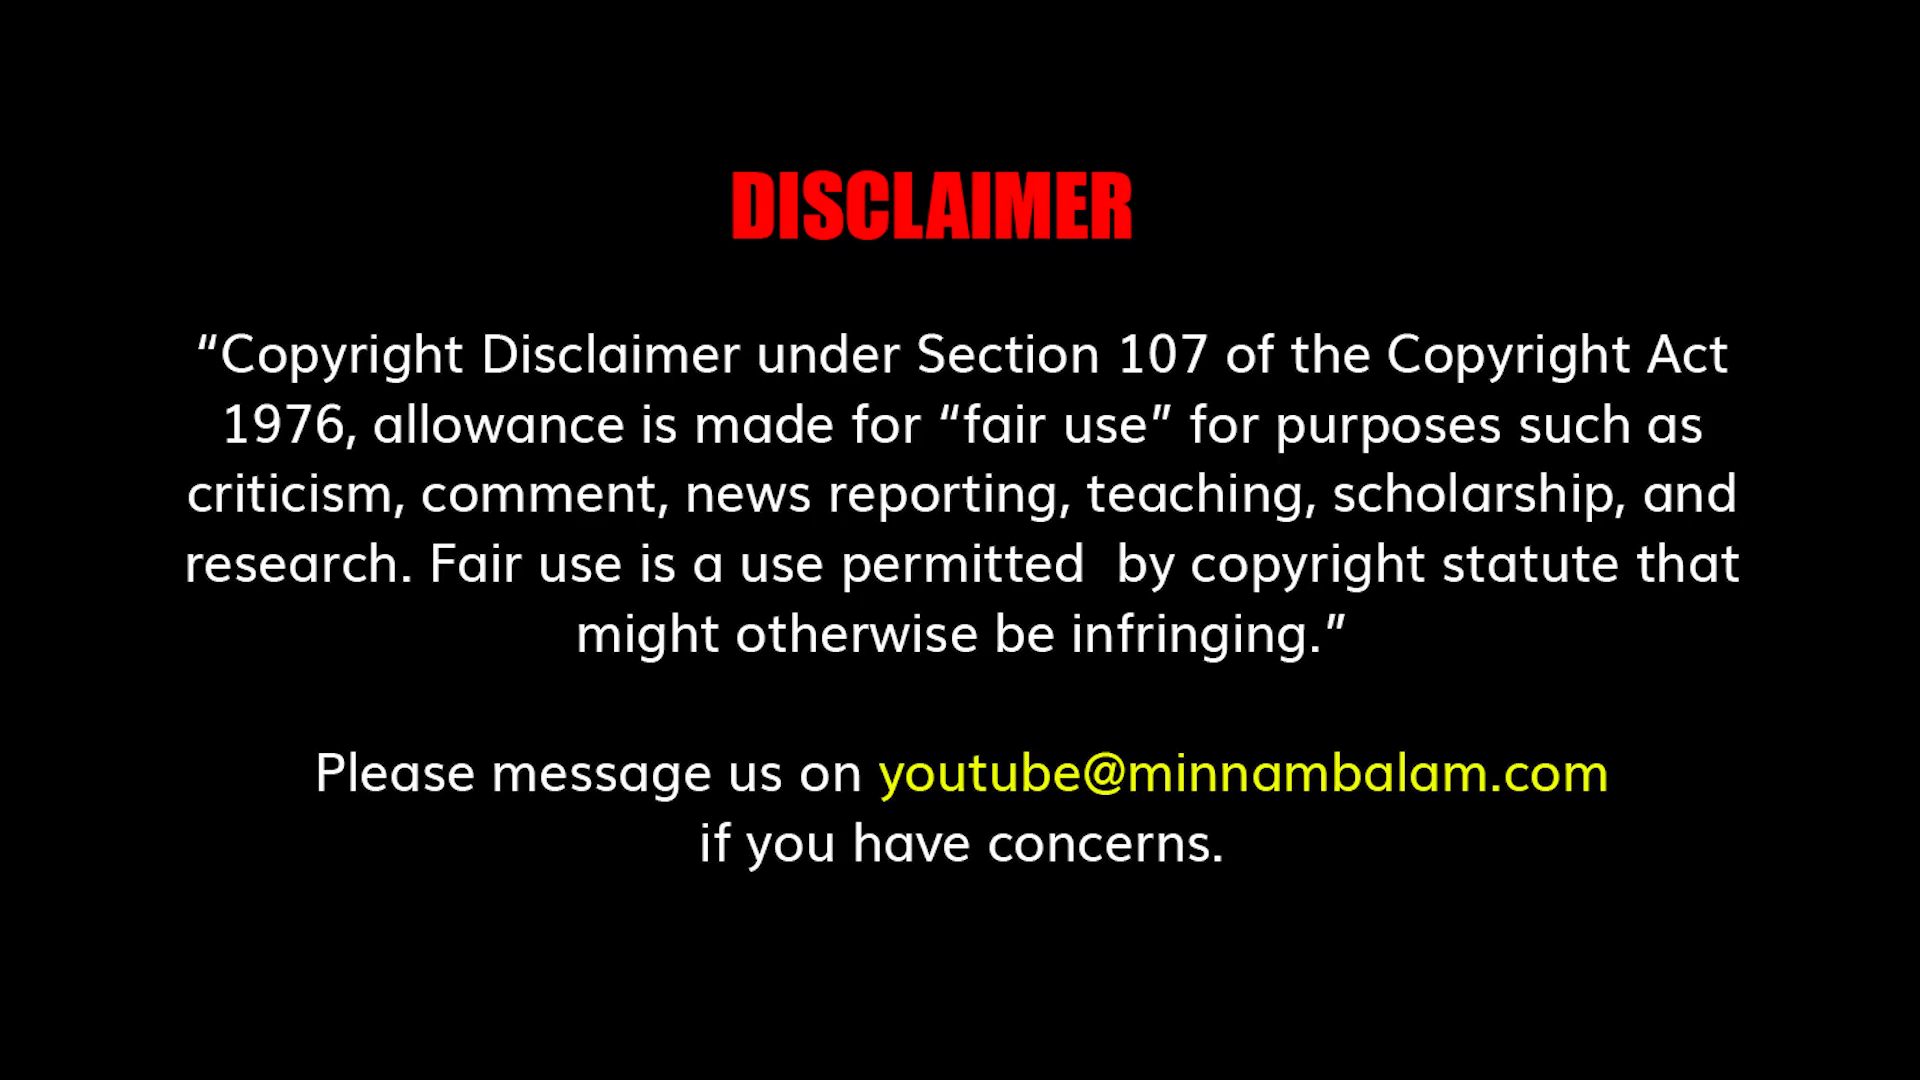 DISCLAIMER
“Copyright Disclaimer under Section 107 of the Copyright Act
1976, allowance is made for “fair use” for purposes such as
criticism, comment, news reporting, teaching, scholarship, and
research. Fair use is a use permitted  by copyright statute that
might otherwise be infringing.”
Please message us on youtube@minnambalam.com
if you have concerns.